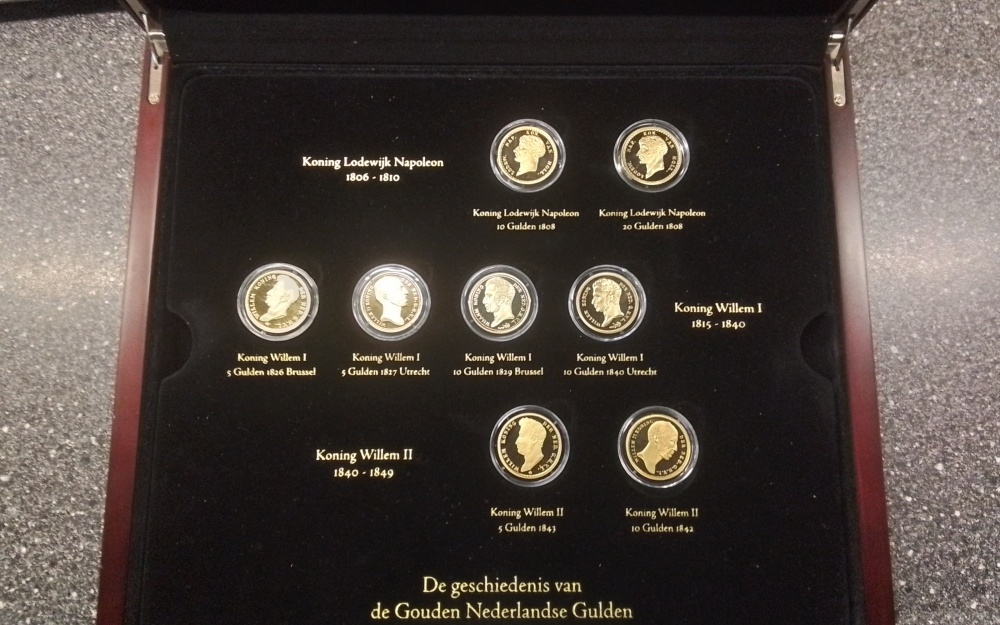 Koning Lodewijk Napoleon
1806 - 1810
Koning Lodewijk Napoleon
10 Gulden 1808
Koning Lodewijk Napoleon
20 Gulden 1808
Koning Willem I
1815 - 1840
Koning Willem I
5 Gulden 1826 Brussel
Koning Willem I
5 Gulden 1827 Utrecht
Koning Willem I
10 Gulden 1829 Brussel
Koning Willem I
10 Gulden 1840 Utrecht
Koning Willem II
1840 - 1849
Koning Willem II
5 Gulden 1843
Koning Willem II
10 Gulden 1842
De geschiedenis van
de Gouden Nederlandse Gulden